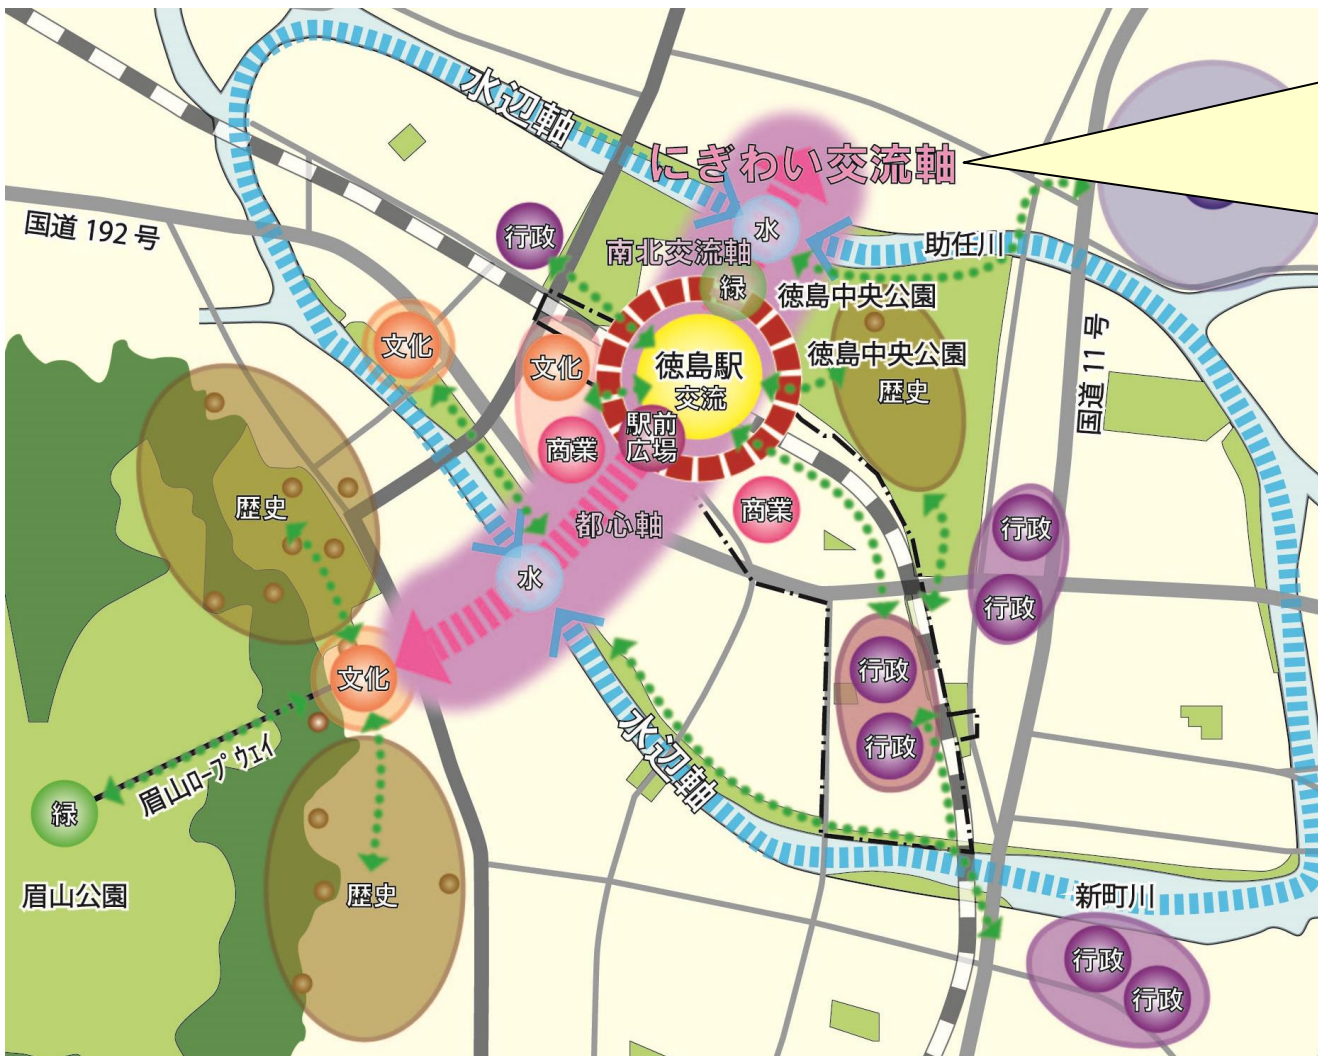 水辺軸
にぎわい交流軸
水
行政
南北交流軸
助任川
国道 192 号
緑
徳島中央公園
文化
文化
徳島駅
交流
徳島中央公園
歴史
国道 11 号
駅前
広場
商業
商業
歴史
都心軸
行政
水
行政
文化
行政
水辺軸
行政
眉山ロープウェイ
緑
眉山公園
歴史
新町川
行政
行政